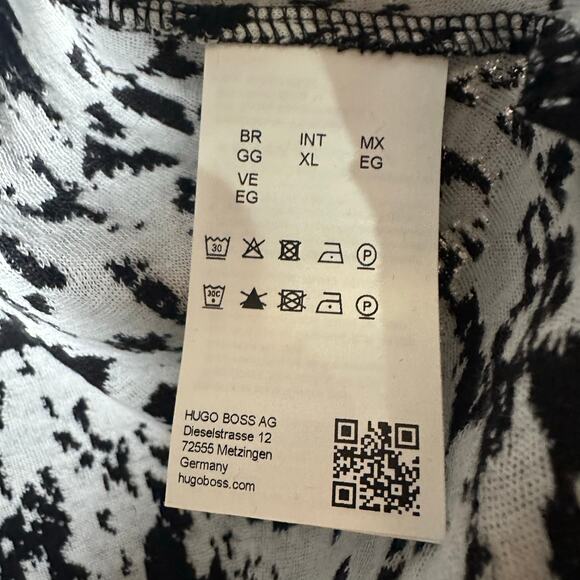 BR INT MX
GG XL EG
VE
EG
30 P
30C P
HUGO BOSS AG
Dieselstrasse 12
72555 Metzingen
Germany
hugoboss.com